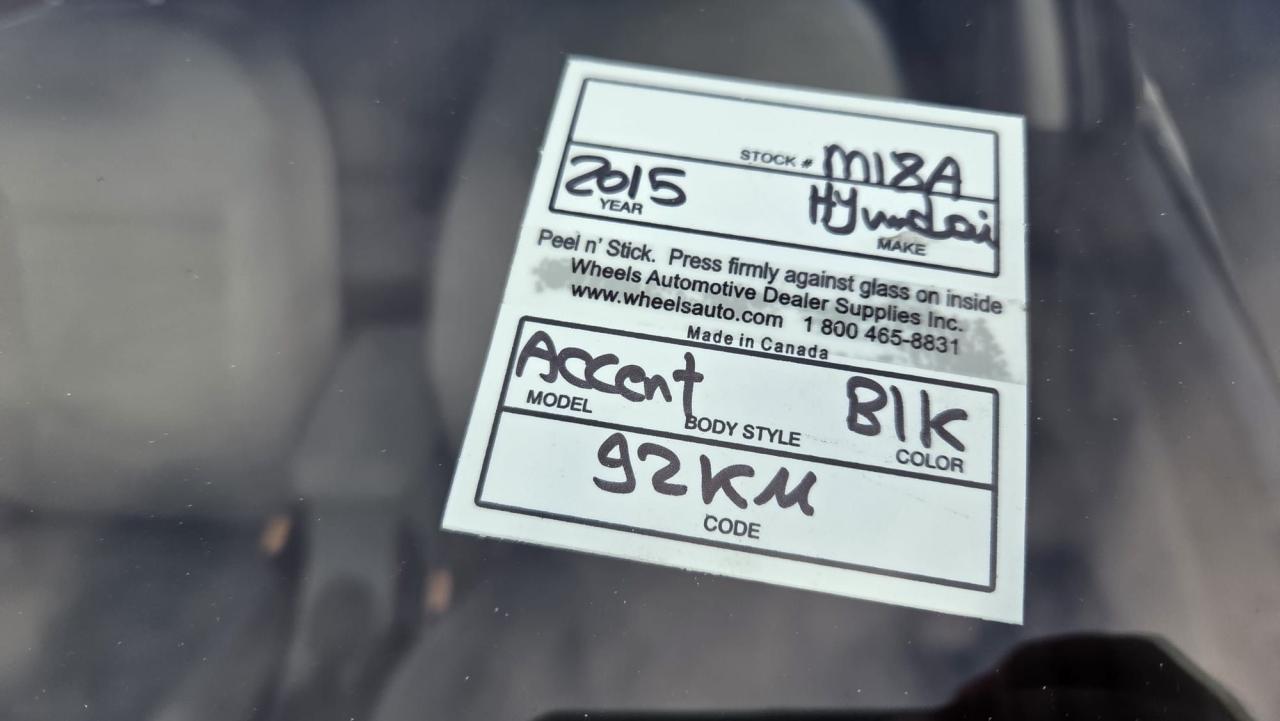 STOCK # M18A
2015 Hyundai
YEAR MAKE
Peel n' Stick. Press firmly against glass on inside
Wheels Automotive Dealer Supplies Inc.
www.wheelsauto.com 1 800 465-8831
Made in Canada
Accent Blk
MODEL BODY STYLE COLOR
92KM
CODE